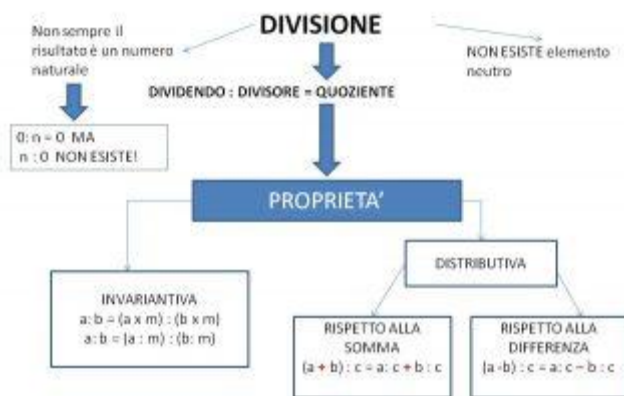 DIVISIONE
Non sempre il
risultato è un numero
naturale
NON ESISTE elemento
neutro
DIVIDENDO : DIVISORE = QUOZIENTE
0: n = 0 MA
n : 0 NON ESISTE!
PROPRIETA'
INVARIANTIVA
a: b = (a x m) : (b x m)
a: b = (a : m) : (b: m)
DISTRIBUTIVA
RISPETTO ALLA
SOMMA
(a + b) : c = a: c + b : c
RISPETTO ALLA
DIFFERENZA
(a -b) : c = a: c – b : c